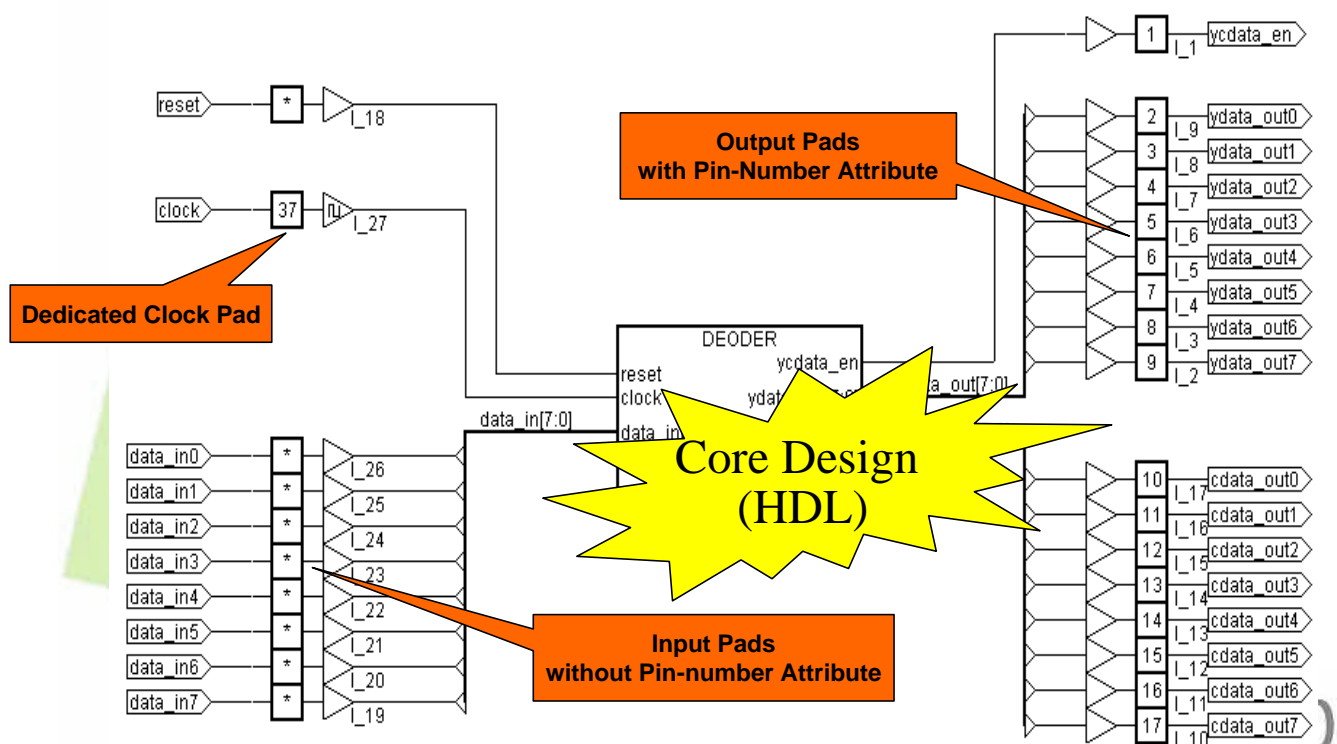 1
I_1
ycdata_en
reset
*
I_18
2
I_9
ydata_out0
3
I_8
ydata_out1
4
I_7
ydata_out2
5
I_6
ydata_out3
6
I_5
ydata_out4
7
I_4
ydata_out5
8
I_3
ydata_out6
9
I_2
ydata_out7
Output Pads
with Pin-Number Attribute
clock
37
I_27
Dedicated Clock Pad
DEODER
reset
clock
data_in
ycdata_en
data_in[7:0]
Core Design
(HDL)
data_in0
*
I_26
data_in1
*
I_25
data_in2
*
I_24
data_in3
*
I_23
data_in4
*
I_22
data_in5
*
I_21
data_in6
*
I_20
data_in7
*
I_19
Input Pads
without Pin-number Attribute
10
I_17
cdata_out0
11
I_16
cdata_out1
12
I_15
cdata_out2
13
I_14
cdata_out3
14
I_13
cdata_out4
15
I_12
cdata_out5
16
I_11
cdata_out6
17
I_10
cdata_out7